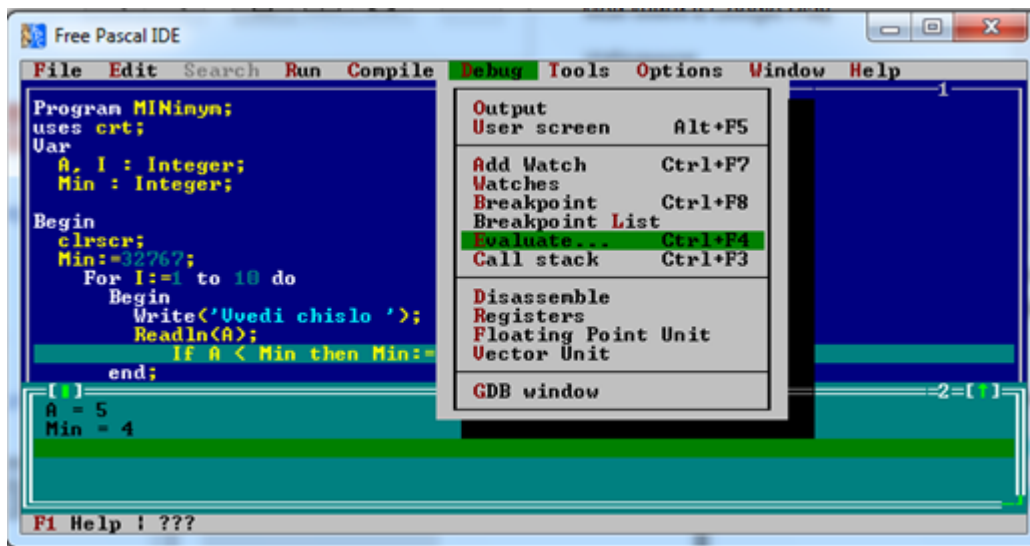 Free Pascal IDE
File Edit Search Run Compile Debug Tools Options Window Help
1
Program MINimym;
uses crt;
Var
A, I : Integer;
Min : Integer;
Begin
clrscr;
Min:=32767;
For I:=1 to 10 do
Begin
Write('Vvedi chislo ');
Readln(A);
If A < Min then Min:=
end;
Output
User screen Alt+F5
Add Watch Ctrl+F7
Watches
Breakpoint Ctrl+F8
Breakpoint List
Evaluate... Ctrl+F4
Call stack Ctrl+F3
Disassemble
Registers
Floating Point Unit
Vector Unit
GDB window
2=[↑]
A = 5
Min = 4
F1 Help | ???